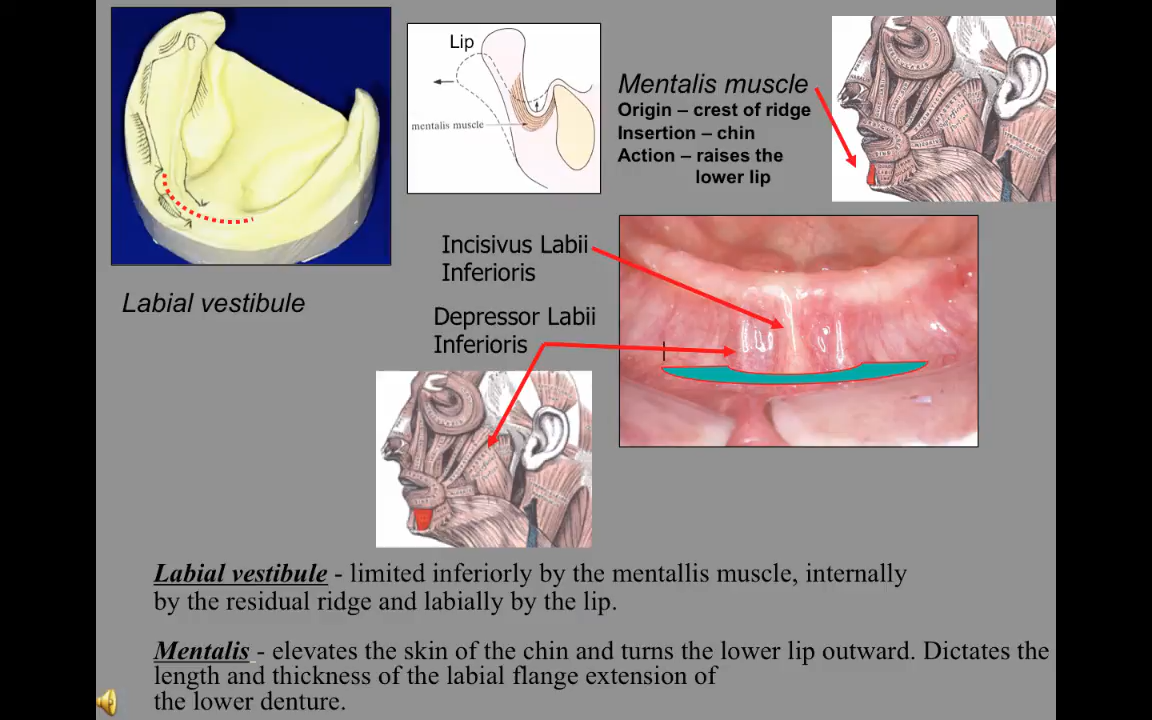 Lip
mentalis muscle
Mentalis muscle
Origin – crest of ridge
Insertion – chin
Action – raises the
lower lip
Incisivus Labii
Inferioris
Labial vestibule
Depressor Labii
Inferioris
Labial vestibule - limited inferiorly by the mentallis muscle, internally
by the residual ridge and labially by the lip.
Mentalis - elevates the skin of the chin and turns the lower lip outward. Dictates the
length and thickness of the labial flange extension of
the lower denture.